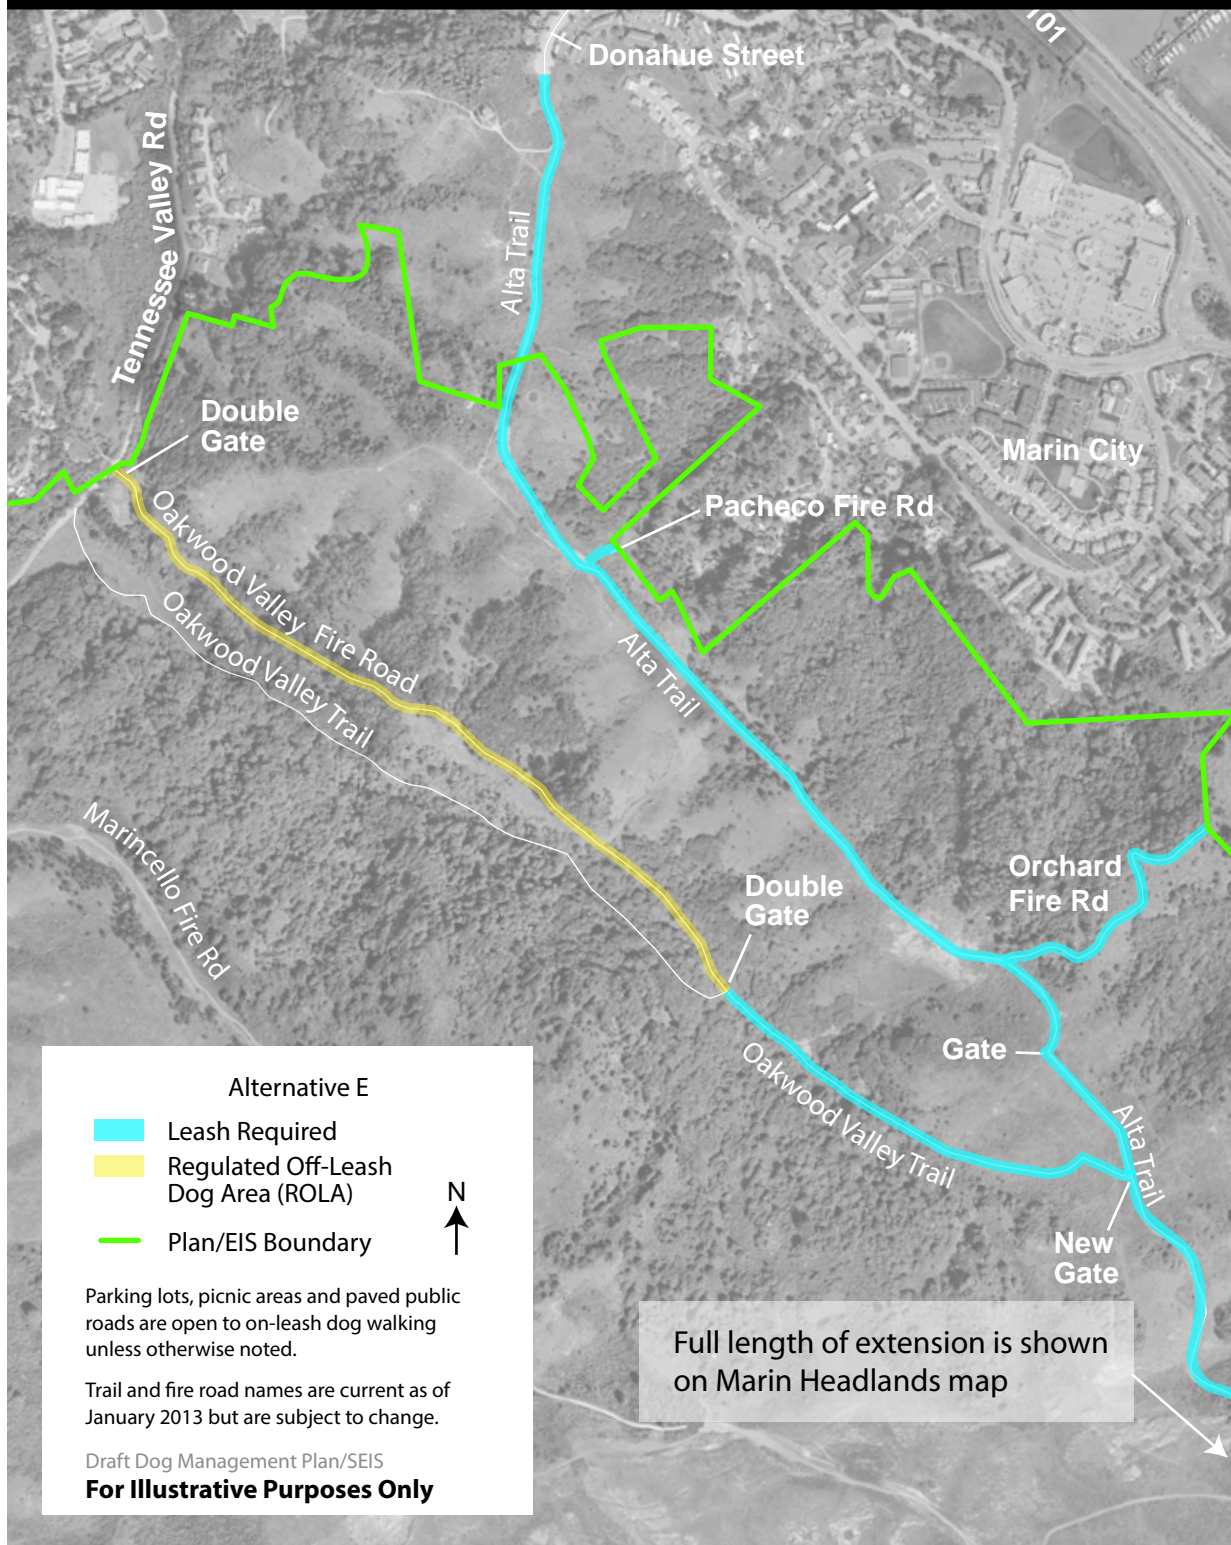 101
Donahue Street
Tennessee Valley Rd
Alta Trail
Double
Gate
Marin City
Pacheco Fire Rd
Oakwood Valley Fire Road
Oakwood Valley Trail
Alta Trail
Marincello Fire Rd
Orchard
Fire Rd
Double
Gate
Gate
Oakwood Valley Trail
Alta Trail
New
Gate
Alternative E
Leash Required
Regulated Off-Leash
Dog Area (ROLA)
N
Plan/EIS Boundary
Parking lots, picnic areas and paved public
roads are open to on-leash dog walking
unless otherwise noted.
Trail and fire road names are current as of
January 2013 but are subject to change.
Draft Dog Management Plan/SEIS
For Illustrative Purposes Only
Full length of extension is shown
on Marin Headlands map